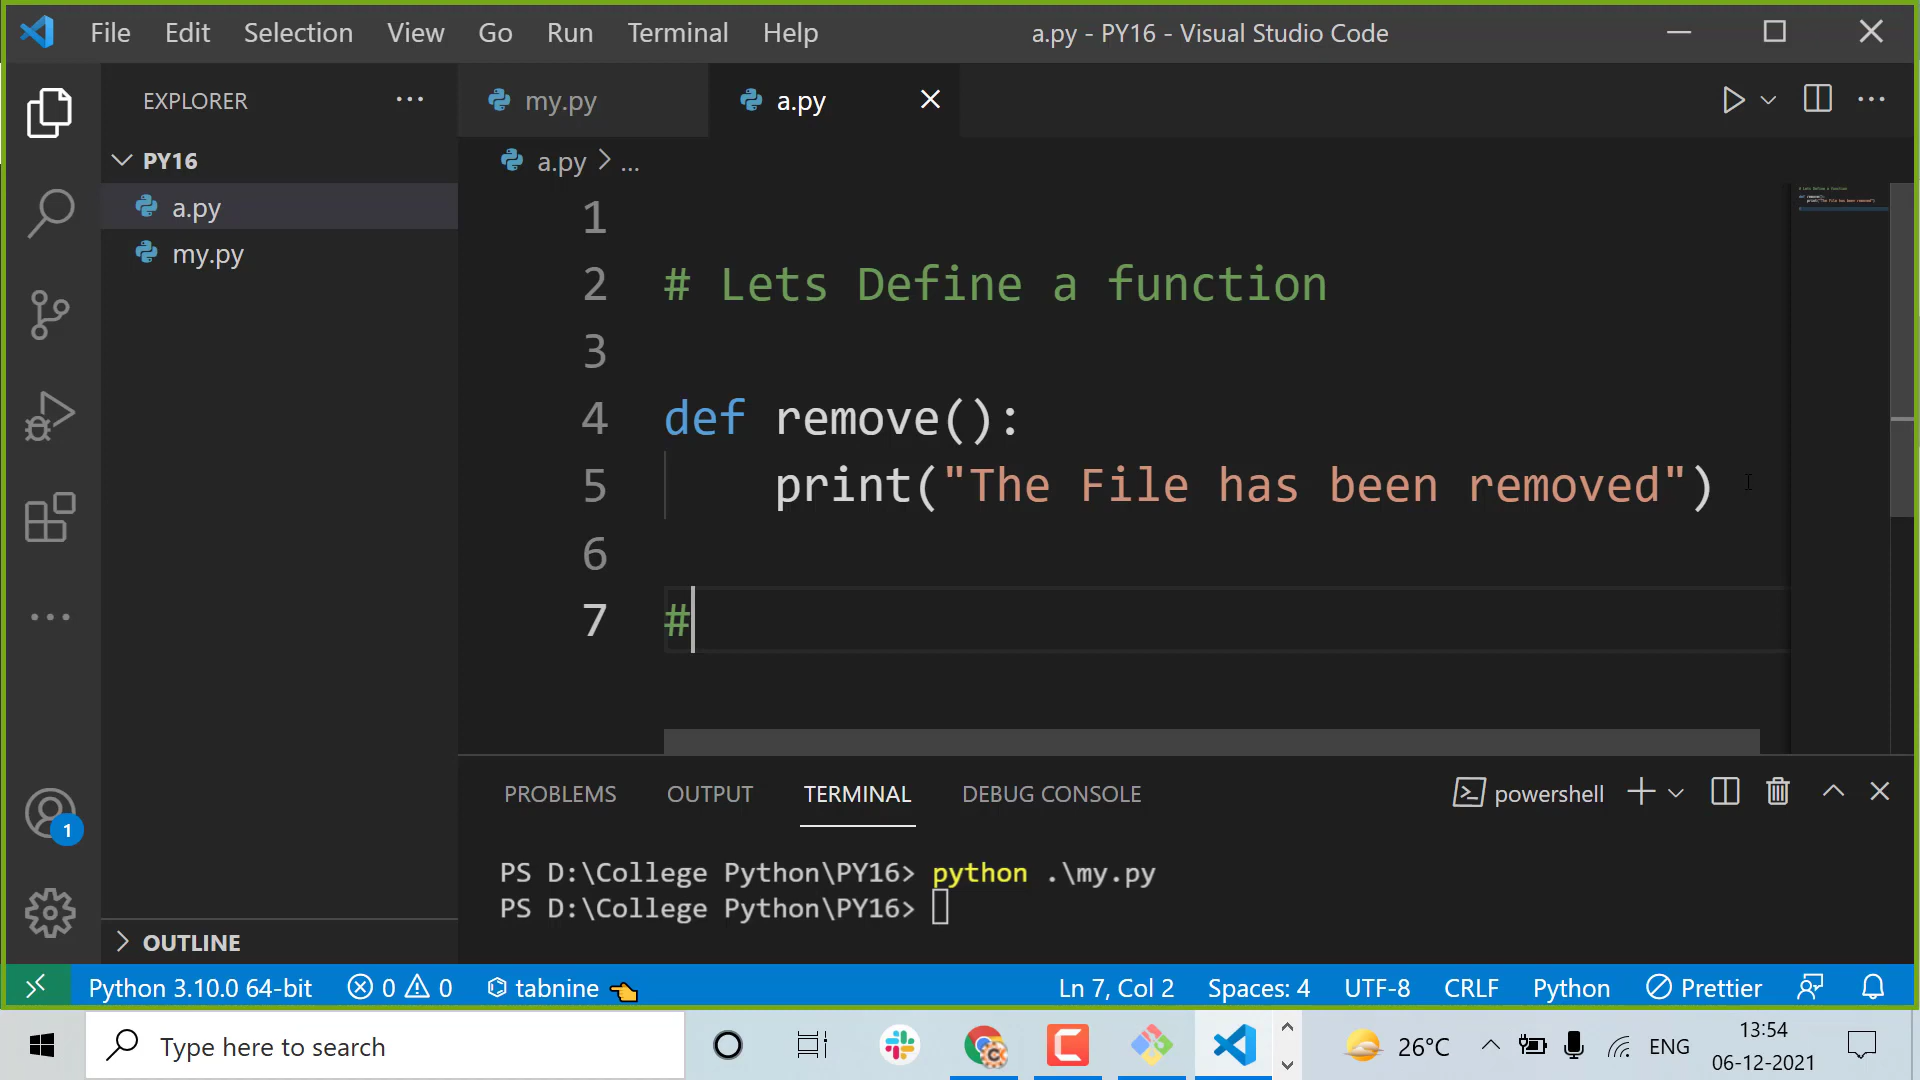 File Edit Selection View Go Run Terminal Help a.py - PY16 - Visual Studio Code
EXPLORER ... my.py a.py
PY16 a.py > ...
a.py
my.py
1
2 # Lets Define a function
3
4 def remove():
5 print("The File has been removed")
6
7 #
PROBLEMS OUTPUT TERMINAL DEBUG CONSOLE powershell
PS D:\College Python\PY16> python .\my.py
PS D:\College Python\PY16>
1
OUTLINE
Python 3.10.0 64-bit 0 0 tabnine Ln 7, Col 2 Spaces: 4 UTF-8 CRLF Python Prettier
Type here to search 26°C ENG 13:54
06-12-2021